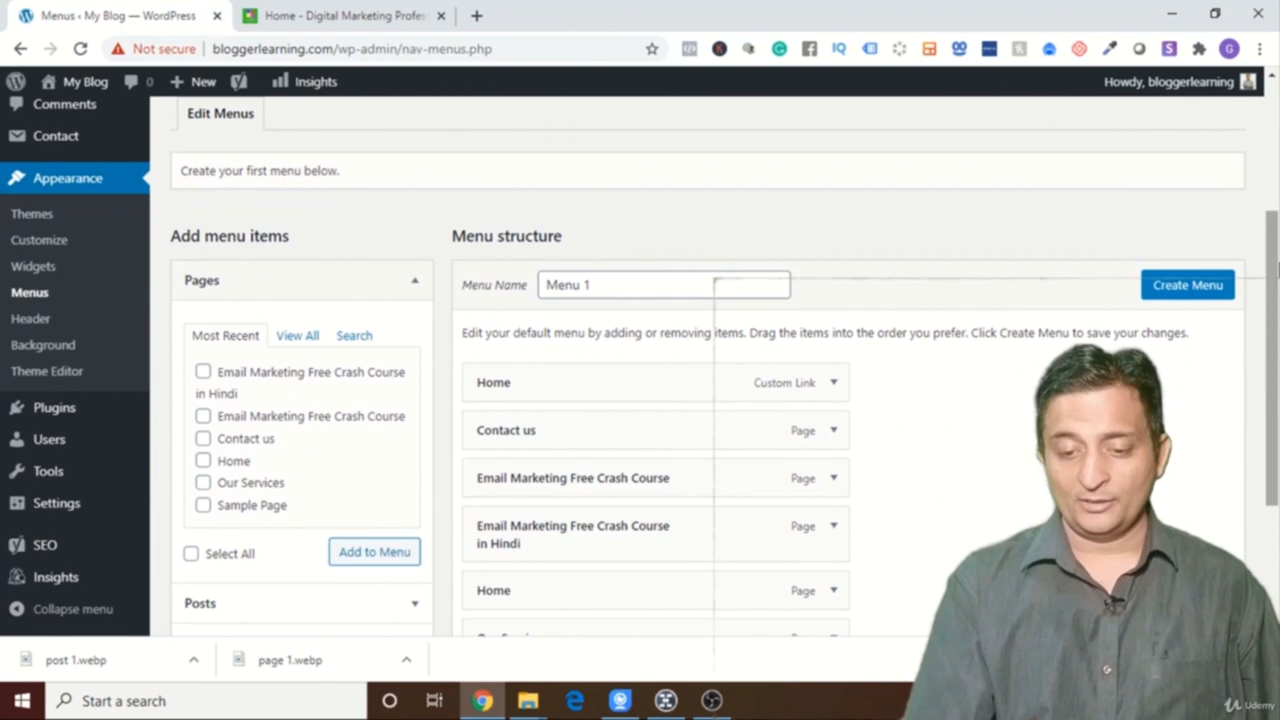 Menus ‹ My Blog — WordPress
Home - Digital Marketing Profes
Not secure
bloggerlearning.com/wp-admin/nav-menus.php
My Blog
0
New
Insights
Howdy, bloggerlearning
Comments
Contact
Appearance
Themes
Customize
Widgets
Menus
Header
Background
Theme Editor
Plugins
Users
Tools
Settings
SEO
Insights
Collapse menu
Edit Menus
Create your first menu below.
Add menu items
Pages
Most Recent
View All
Search
Email Marketing Free Crash Course
in Hindi
Email Marketing Free Crash Course
Contact us
Home
Our Services
Sample Page
Select All
Add to Menu
Posts
Menu structure
Menu Name
Menu 1
Create Menu
Edit your default menu by adding or removing items. Drag the items into the order you prefer. Click Create Menu to save your changes.
Home
Custom Link
Contact us
Page
Email Marketing Free Crash Course
Page
Email Marketing Free Crash Course
in Hindi
Page
Home
Page
post 1.webp
page 1.webp
Start a search
Udemy